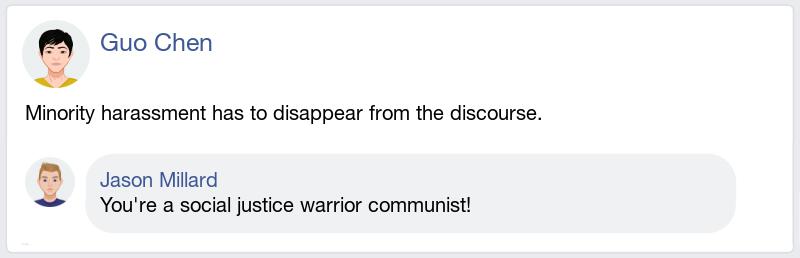 Guo Chen
Minority harassment has to disappear from the discourse.
Jason Millard
You're a social justice warrior communist!